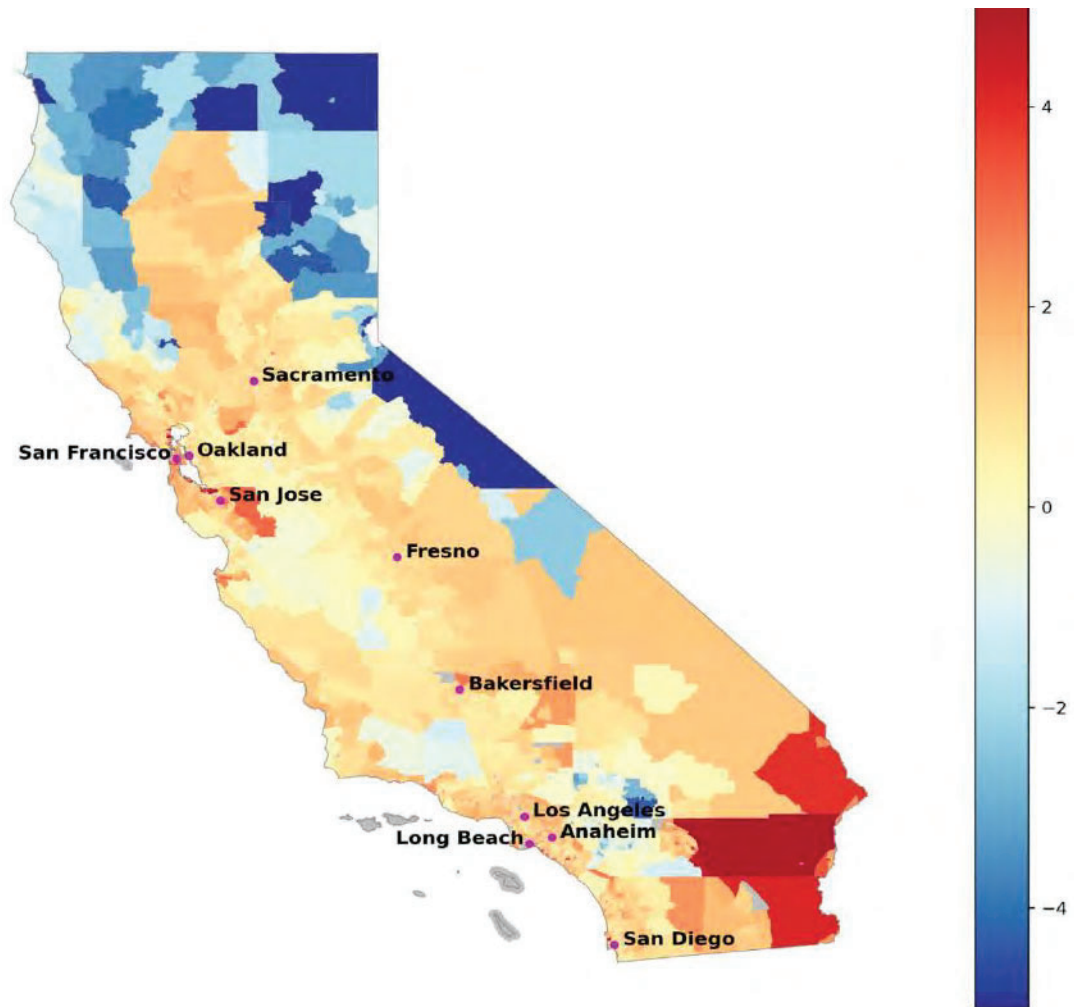 4
2
Sacramento
San Francisco
Oakland
San Jose
0
Fresno
Bakersfield
−2
Los Angeles
Anaheim
Long Beach
−4
San Diego